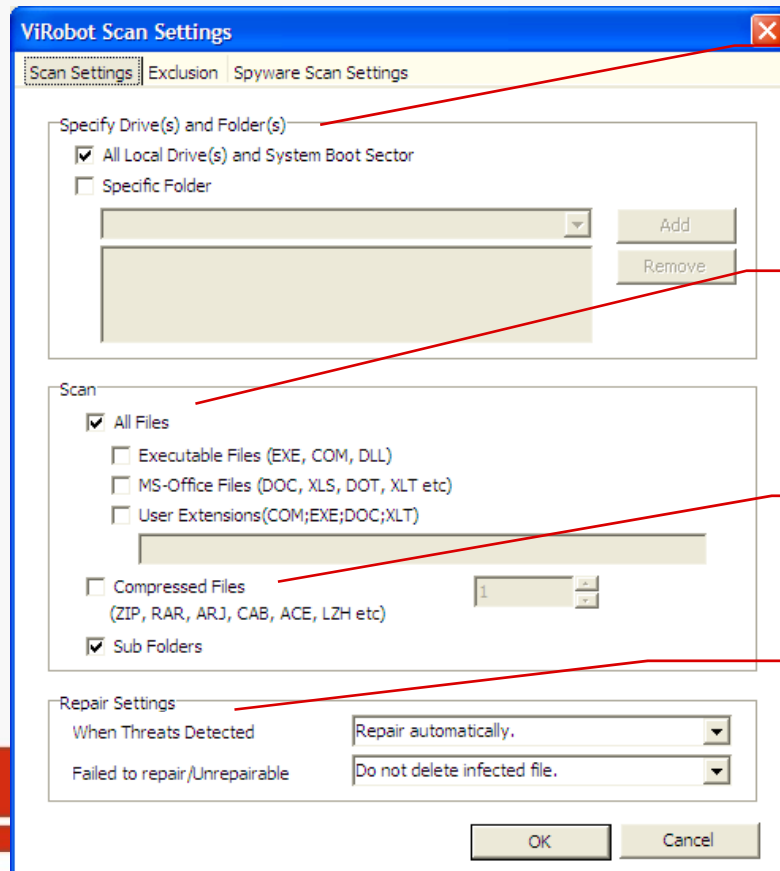 ViRobot Scan Settings
Scan Settings Exclusion Spyware Scan Settings
Specify Drive(s) and Folder(s)
All Local Drive(s) and System Boot Sector
Specific Folder
Add
Remove
Scan
All Files
Executable Files (EXE, COM, DLL)
MS-Office Files (DOC, XLS, DOT, XLT etc)
User Extensions(COM;EXE;DOC;XLT)
Compressed Files 1
(ZIP, RAR, ARJ, CAB, ACE, LZH etc)
Sub Folders
Repair Settings
When Threats Detected Repair automatically.
Failed to repair/Unrepairable Do not delete infected file.
OK Cancel